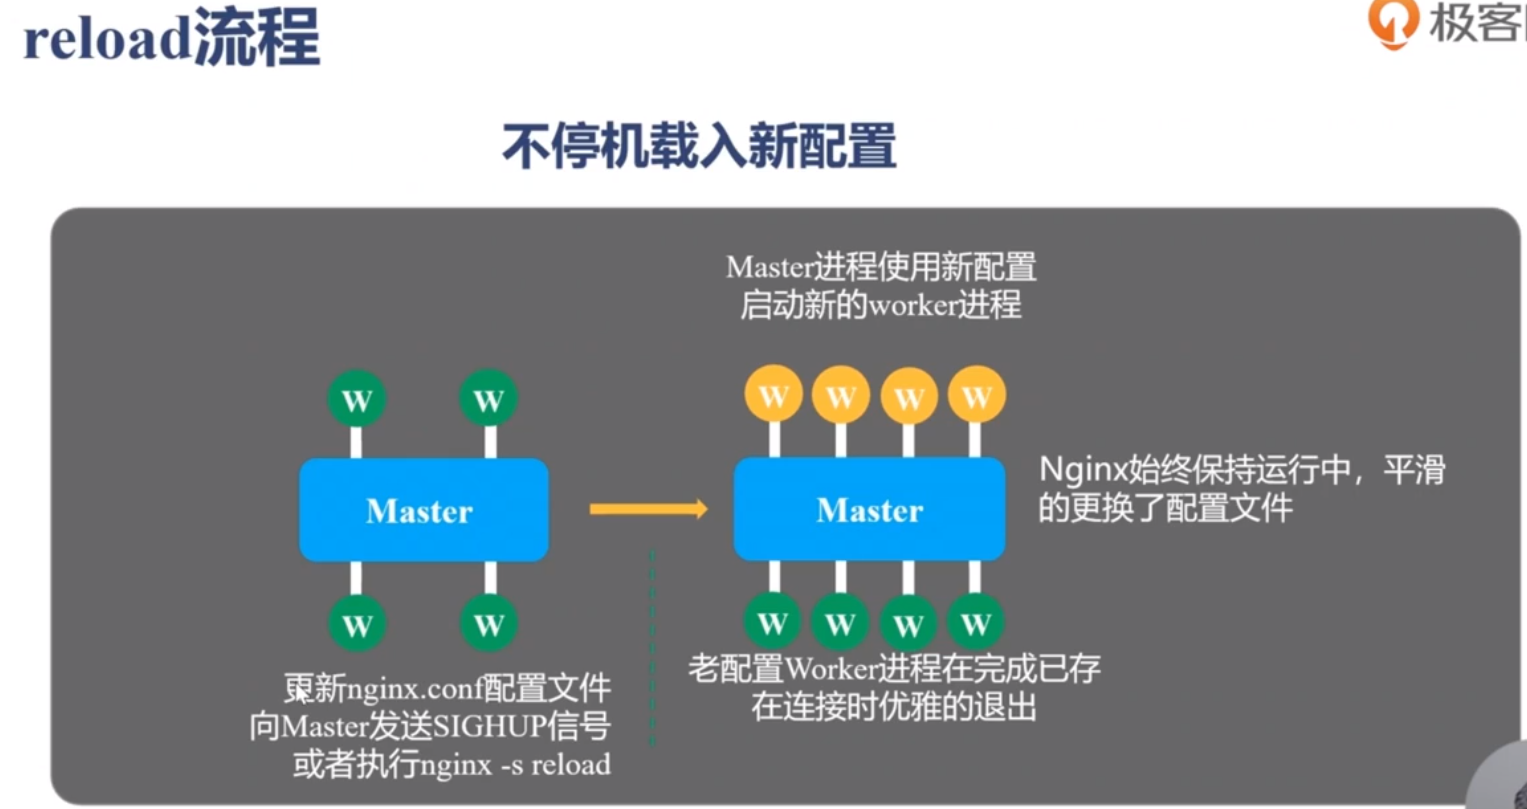 reload流程
极客
不停机载入新配置
Master进程使用新配置
启动新的worker进程
W W
W W W W
Master
Master
Nginx始终保持运行中，平滑
的更换了配置文件
W W
W W W W
更新nginx.conf配置文件
向Master发送SIGHUP信号
或者执行nginx -s reload
老配置Worker进程在完成已存
在连接时优雅的退出